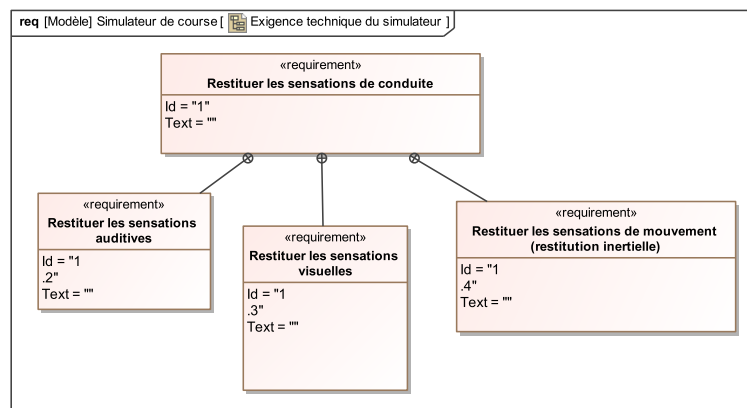 req [Modèle] Simulateur de course [ Exigence technique du simulateur ]
«requirement»
Restituer les sensations de conduite
Id = "1"
Text = ""
«requirement»
Restituer les sensations
auditives
Id = "1
.2"
Text = ""
«requirement»
Restituer les sensations
visuelles
Id = "1
.3"
Text = ""
«requirement»
Restituer les sensations de mouvement
(restitution inertielle)
Id = "1
.4"
Text = ""